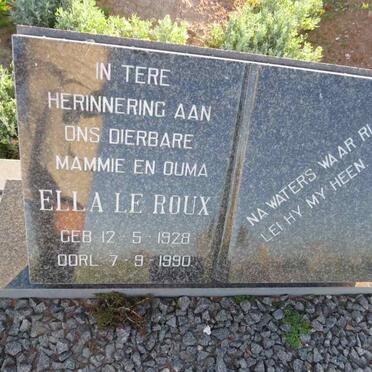 IN TERE
HERINNERING AAN
ONS DIERBARE
MAMMIE EN OUMA
ELLA LE ROUX
GEB 12-5-1928
OORL 7-9-1990
NA WATERS WAAR
LEI HY MY HEEN